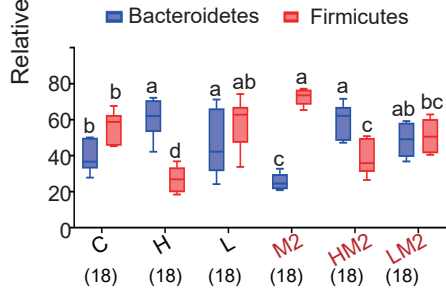 Relative
Bacteroidetes Firmicutes
80
60
40
20
0
b b a d a ab c a a c ab bc
C H L M2 HM2 LM2
(18) (18) (18) (18) (18) (18)